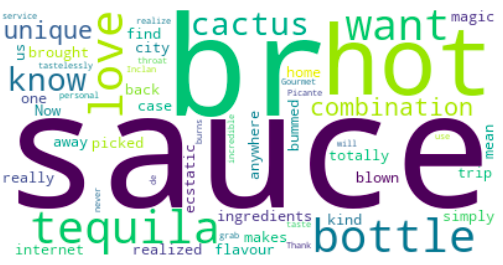 service
realize
tastelessly
unique
us
brought
know
one
Now
really
love
find
city
throat
Inclan
back
case
personal
away
picked
cactus
br
want
hot
magic
home
Gourmet
Picante
combination
sauce
ecstatic
burns
incredible
anywhere
bummed
totally
will
blown
use
trip
mean
never
de
tequila
ingredients
taste
makes
grab
Thank
flavour
internet
realized
bottle
kind
simply